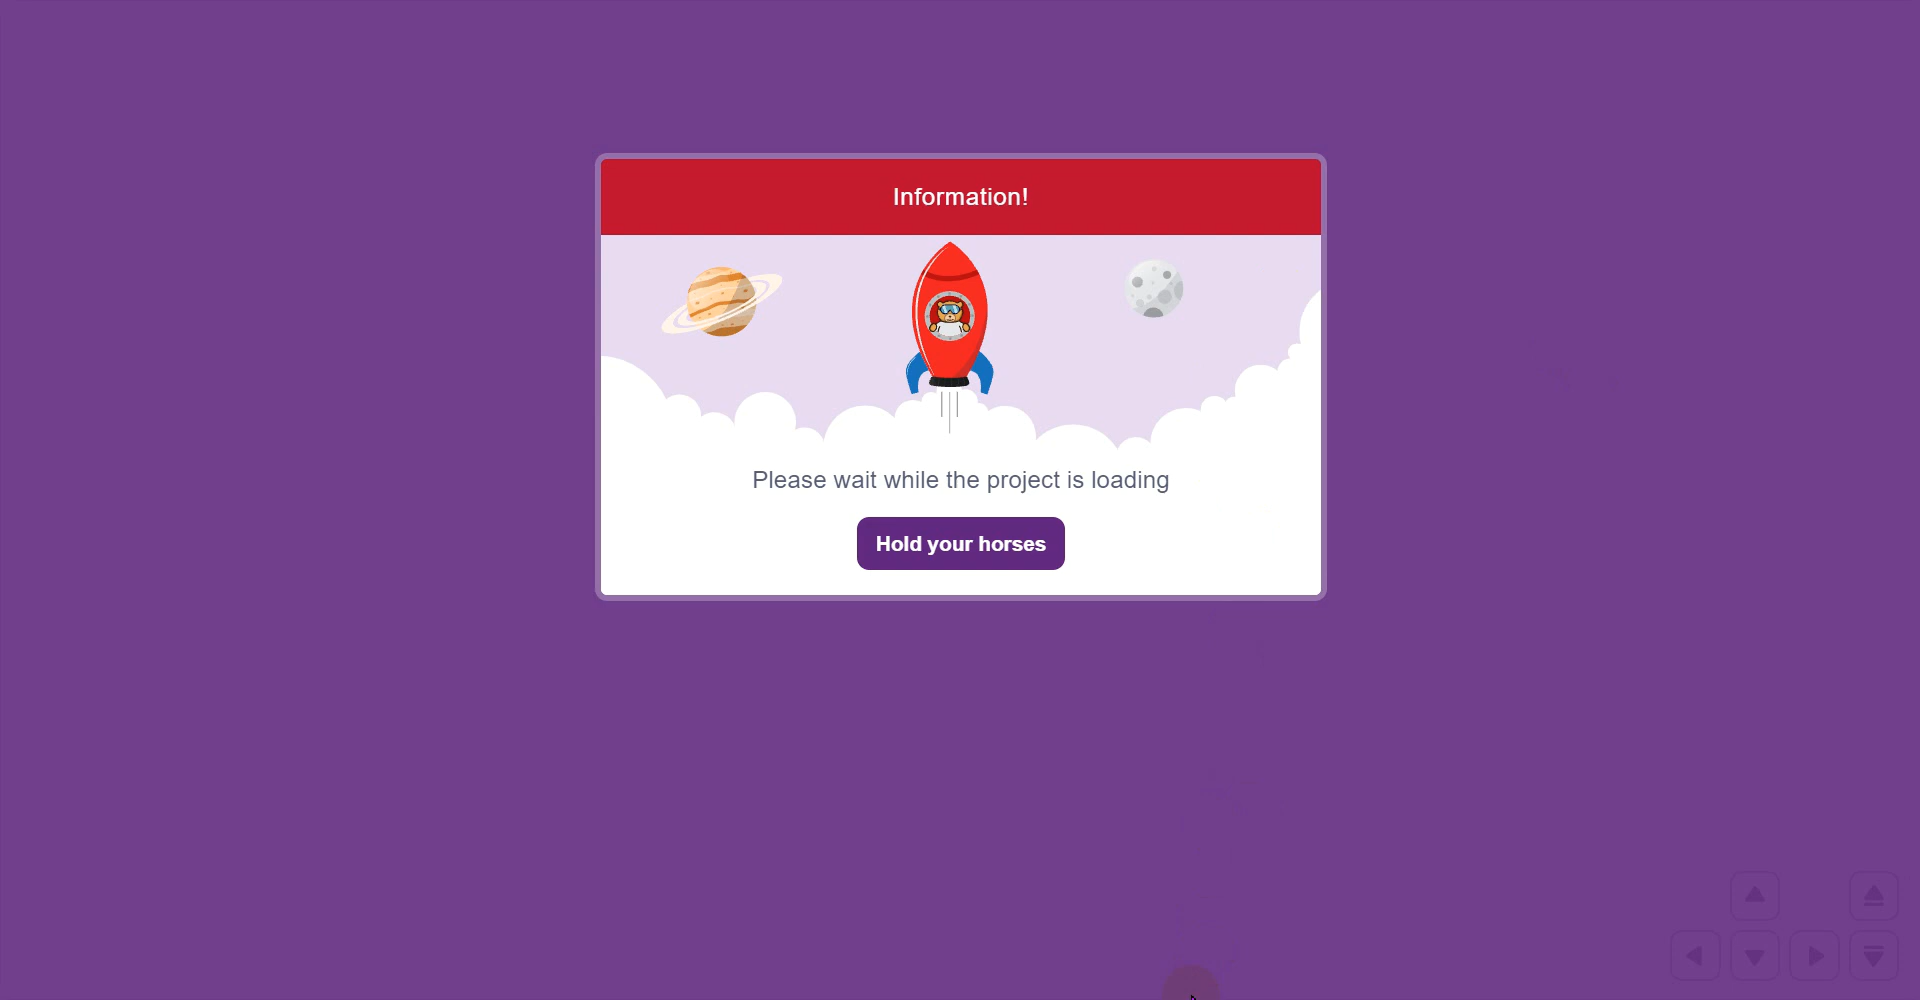 Information!
Please wait while the project is loading
Hold your horses